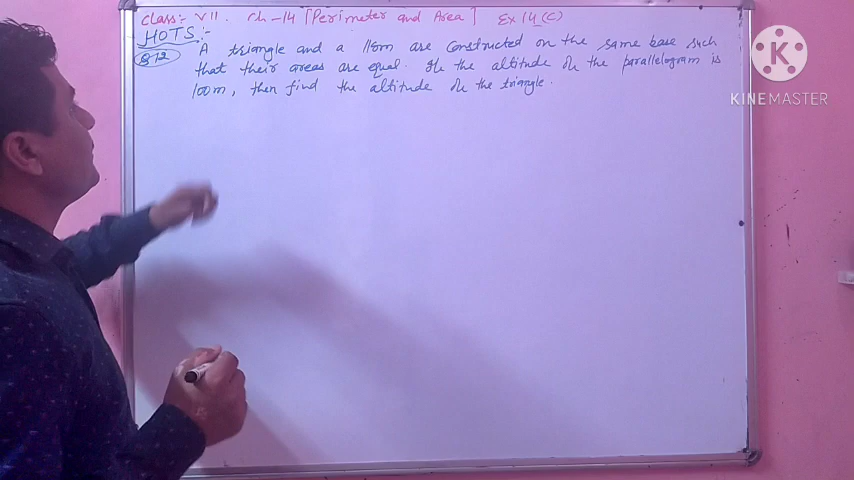 Class:- VII. Ch-14 [Perimeter and Area] Ex 14(C)
HOTS:-
Q-12 A triangle and a ||gm are constructed on the same base such
that their areas are equal. If the altitude of the parallelogram is
100m, then find the altitude of the triangle.
K
KINEMASTER